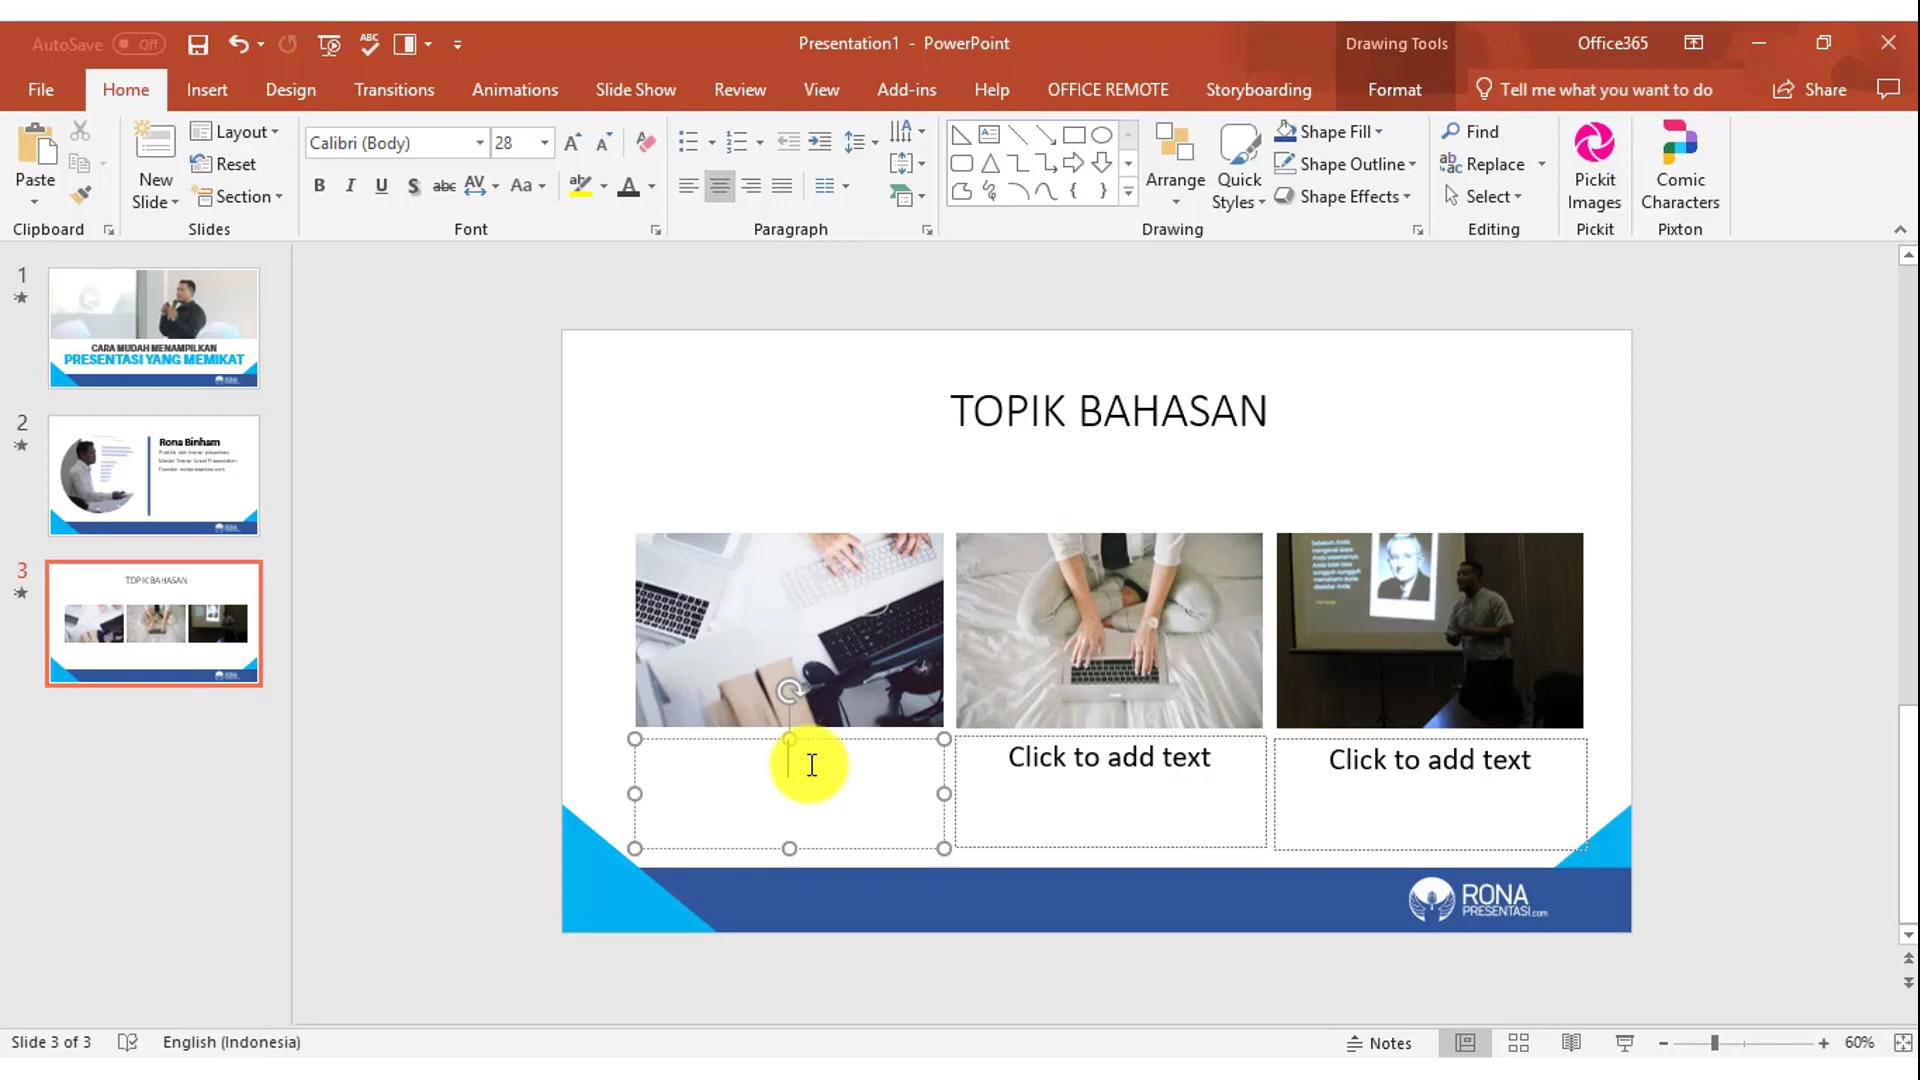 AutoSave Off
Presentation1 - PowerPoint
Drawing Tools
Office365
File Home Insert Design Transitions Animations Slide Show Review View Add-ins Help OFFICE REMOTE Storyboarding Format Tell me what you want to do Share
Paste
Clipboard
New Slide
Layout
Reset
Section
Slides
Calibri (Body) 28
Font
Paragraph
Arrange
Quick Styles
Shape Fill
Shape Outline
Shape Effects
Drawing
Find
Replace
Select
Editing
Pickit Images
Pickit
Comic Characters
Pixton
1
CARA MUDAH MENAMPILKAN
PRESENTASI YANG MEMIKAT
2
Rona Binham
3
TOPIK BAHASAN
TOPIK BAHASAN
Click to add text
Click to add text
RONA
PRESENTASI.com
Slide 3 of 3
English (Indonesia)
Notes
60%